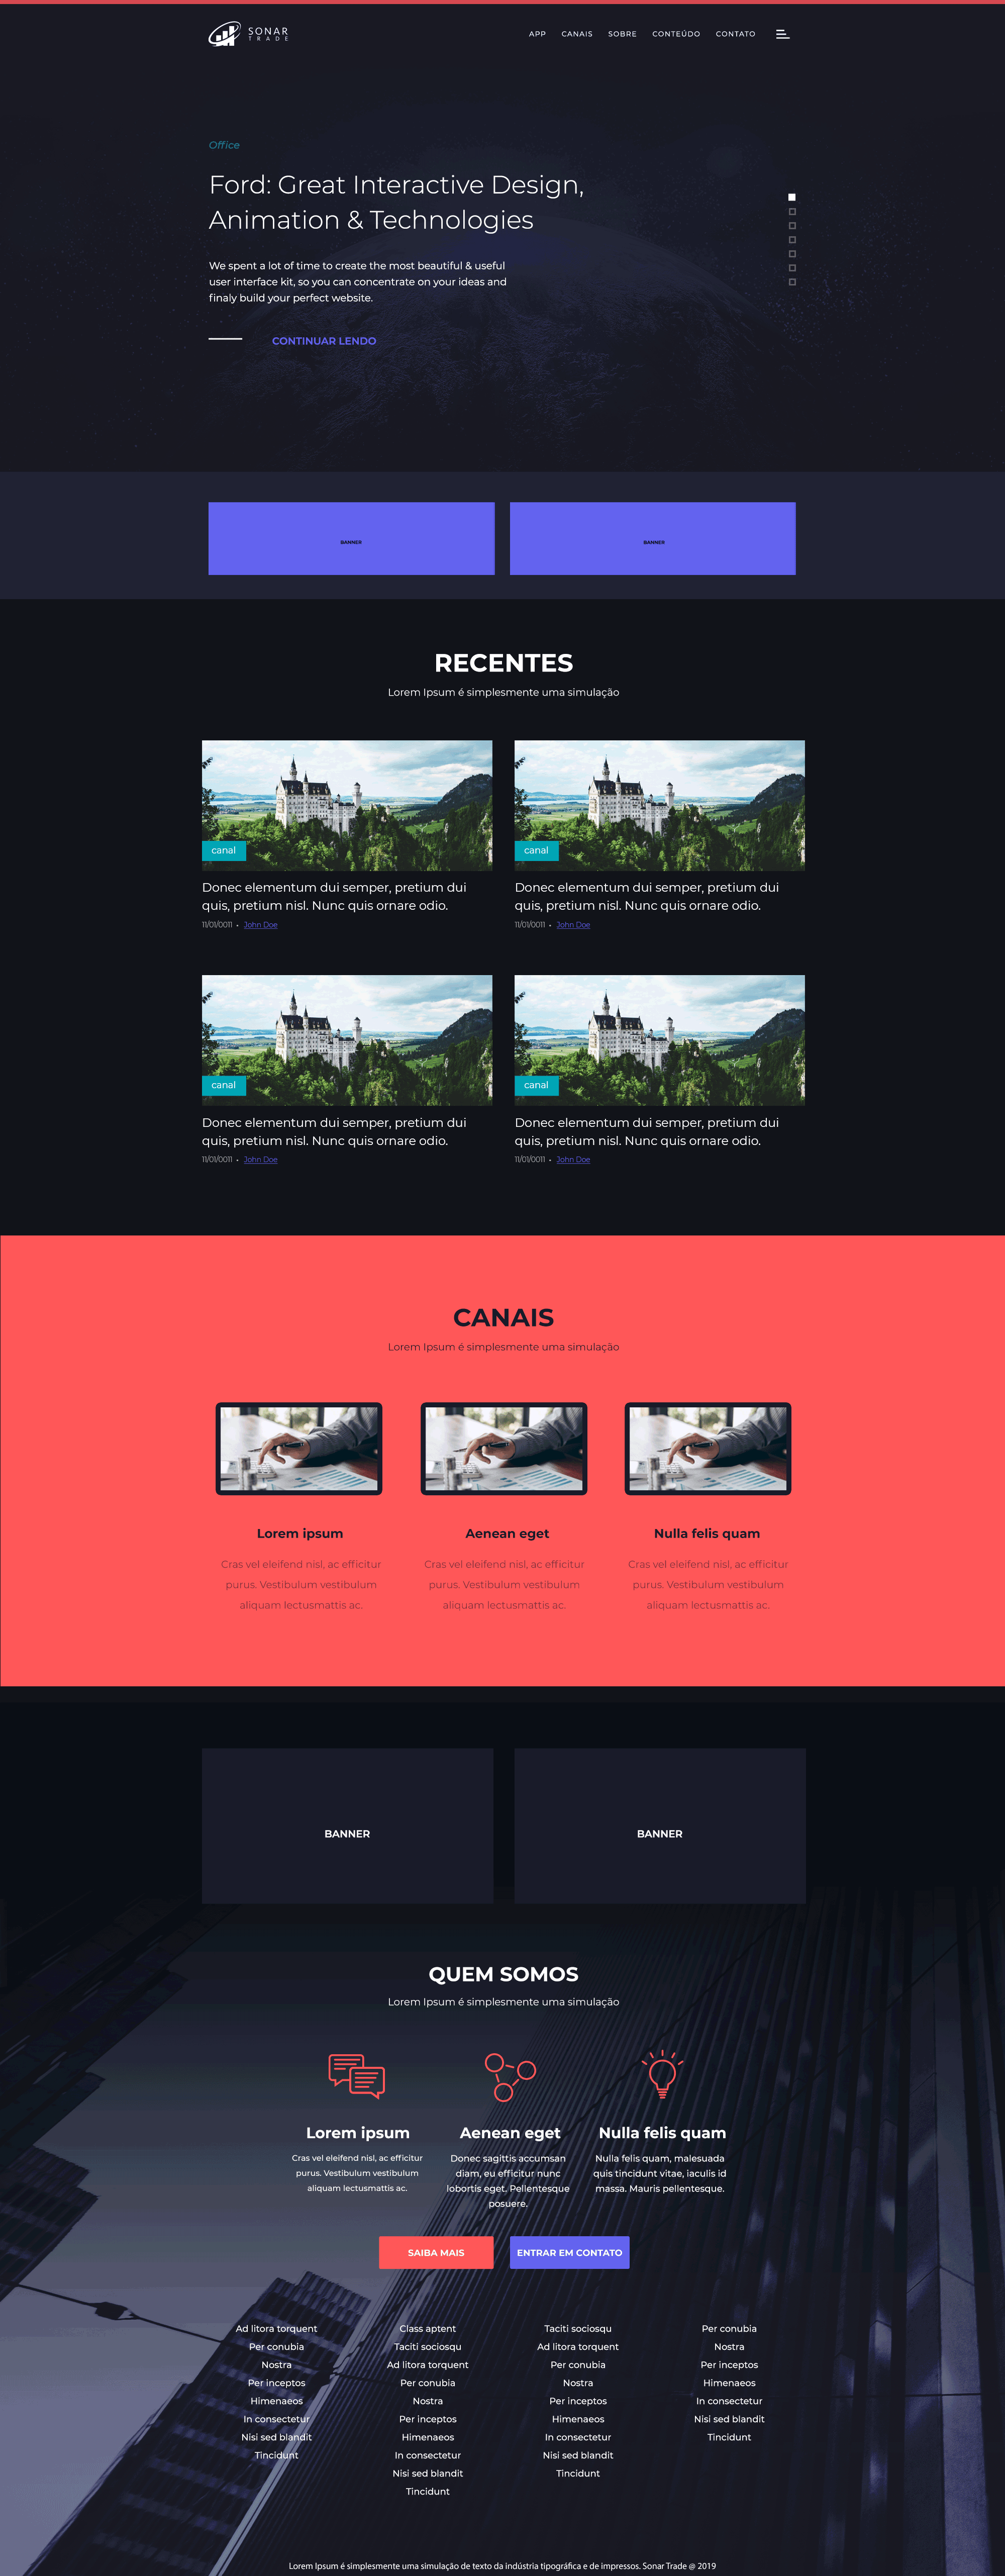 SONAR
TRADE
APP
CANAIS
SOBRE
CONTEÚDO
CONTATO
Office
Ford: Great Interactive Design,
Animation & Technologies
We spent a lot of time to create the most beautiful & useful
user interface kit, so you can concentrate on your ideas and
finaly build your perfect website.
CONTINUAR LENDO
BANNER
BANNER
RECENTES
Lorem Ipsum é simplesmente uma simulação
canal
Donec elementum dui semper, pretium dui
quis, pretium nisl. Nunc quis ornare odio.
11/01/0011 • John Doe
canal
Donec elementum dui semper, pretium dui
quis, pretium nisl. Nunc quis ornare odio.
11/01/0011 • John Doe
canal
Donec elementum dui semper, pretium dui
quis, pretium nisl. Nunc quis ornare odio.
11/01/0011 • John Doe
canal
Donec elementum dui semper, pretium dui
quis, pretium nisl. Nunc quis ornare odio.
11/01/0011 • John Doe
CANAIS
Lorem Ipsum é simplesmente uma simulação
Lorem ipsum
Cras vel eleifend nisl, ac efficitur
purus. Vestibulum vestibulum
aliquam lectusmattis ac.
Aenean eget
Cras vel eleifend nisl, ac efficitur
purus. Vestibulum vestibulum
aliquam lectusmattis ac.
Nulla felis quam
Cras vel eleifend nisl, ac efficitur
purus. Vestibulum vestibulum
aliquam lectusmattis ac.
BANNER
BANNER
QUEM SOMOS
Lorem Ipsum é simplesmente uma simulação
Lorem ipsum
Cras vel eleifend nisl, ac efficitur
purus. Vestibulum vestibulum
aliquam lectusmattis ac.
Aenean eget
Donec sagittis accumsan
diam, eu efficitur nunc
lobortis eget. Pellentesque
posuere.
Nulla felis quam
Nulla felis quam, malesuada
quis tincidunt vitae, iaculis id
massa. Mauris pellentesque.
SAIBA MAIS
ENTRAR EM CONTATO
Ad litora torquent
Per conubia
Nostra
Per inceptos
Himenaeos
In consectetur
Nisi sed blandit
Tincidunt
Class aptent
Taciti sociosqu
Ad litora torquent
Per conubia
Nostra
Per inceptos
Himenaeos
In consectetur
Nisi sed blandit
Tincidunt
Taciti sociosqu
Ad litora torquent
Per conubia
Nostra
Per inceptos
Himenaeos
In consectetur
Nisi sed blandit
Tincidunt
Per conubia
Nostra
Per inceptos
Himenaeos
In consectetur
Nisi sed blandit
Tincidunt
Lorem Ipsum é simplesmente uma simulação de texto da indústria tipográfica e de impressos. Sonar Trade @ 2019